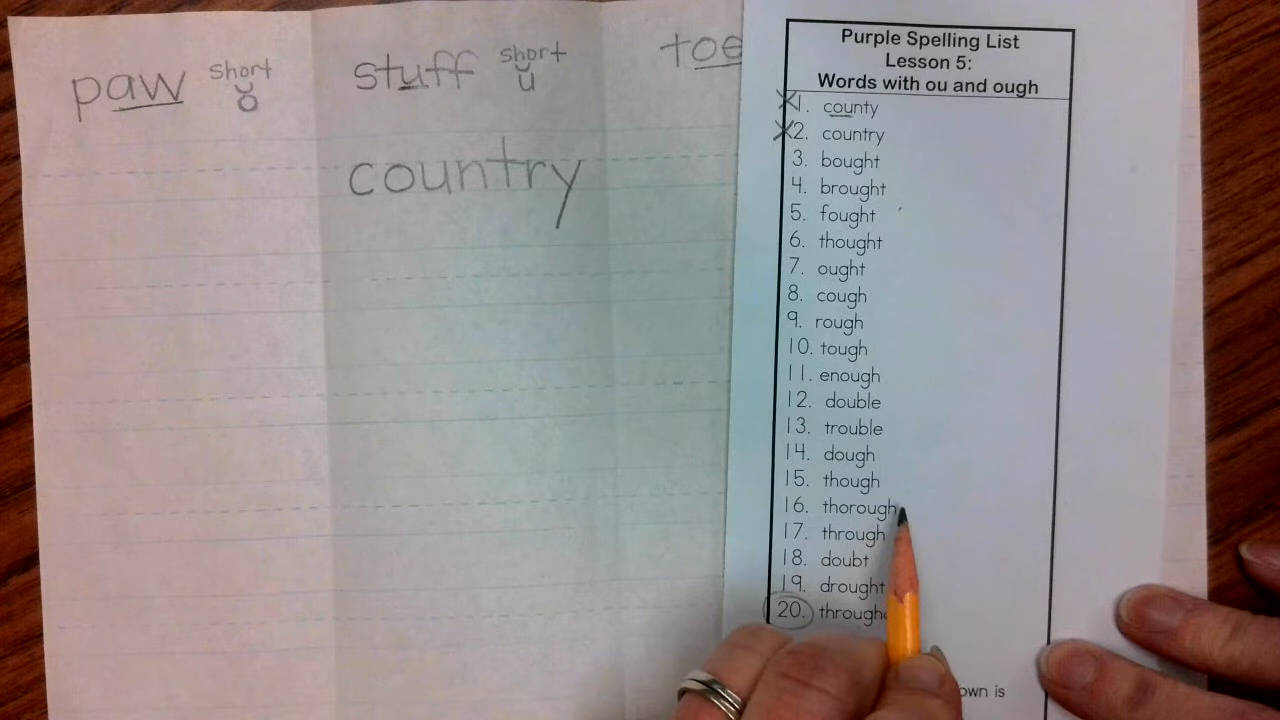 paw short ŏ
stuff short ŭ
toe
country
Purple Spelling List
Lesson 5:
Words with ou and ough
1. county
2. country
3. bought
4. brought
5. fought
6. thought
7. ought
8. cough
9. rough
10. tough
11. enough
12. double
13. trouble
14. dough
15. though
16. thorough
17. through
18. doubt
19. drought
20.
is